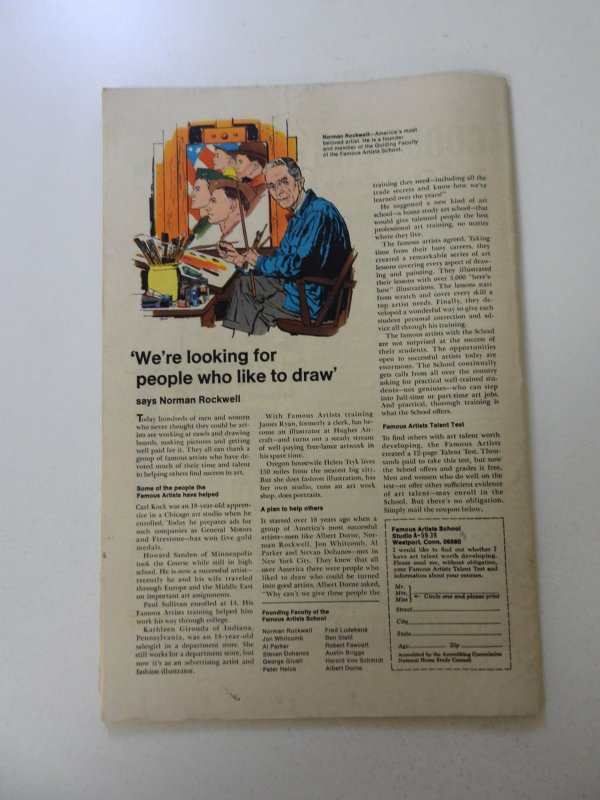 Norman Rockwell—America's most
beloved artist. He is a founder
and member of the Guiding Faculty
of the Famous Artists School.
'We're looking for
people who like to draw'
says Norman Rockwell
Today hundreds of men and women
who never thought they could be art-
ists are working at easels and drawing
boards, making pictures and getting
well paid for it. They all can thank a
group of famous artists who have de-
voted much of their time and talent
to helping others find success in art.
Some of the people the
Famous Artists have helped
Carl Kock was an 18-year-old appren-
tice in a Chicago art studio when he
enrolled. Today he prepares ads for
such companies as General Motors
and Firestone—has won five gold
medals.
Howard Sanden of Minneapolis
took the Course while still in high
school. He is now a successful artist—
recently he and his wife traveled
through Europe and the Middle East
on important art assignments.
Paul Sullivan enrolled at 41. His
Famous Artists training helped him
work his way through college.
Kathleen Gironda of Indiana,
Pennsylvania, was an 18-year-old
salesgirl in a department store. She
still works for a department store, but
now it's as an advertising artist and
fashion illustrator.
With Famous Artists training
James Ryan, formerly a clerk, has be-
come an illustrator at Hughes Air-
craft—and turns out a steady stream
of well-paying free-lance artwork in
his spare time.
Oregon housewife Helen Tryk lives
150 miles from the nearest big city.
But she does fashion illustration, has
her own studio, runs an art work
shop, does portraits.
A plan to help others
It started over 18 years ago when a
group of America's most successful
artists—men like Albert Dorne, Nor-
man Rockwell, Jon Whitcomb, Al
Parker and Stevan Dohanos—met in
New York City. They knew that all
over America there were people who
liked to draw who could be turned
into good artists. Albert Dorne asked,
"Why can't we give these people the
training they need—including all the
trade secrets and know-how we've
learned over the years?"
He suggested a new kind of art
school—a home study art school—that
would give talented people the best
professional art training, no matter
where they live.
The famous artists agreed. Taking
time from their busy careers, they
created a remarkable series of art
lessons covering every aspect of draw-
ing and painting. They illustrated
their lessons with over 5,000 "here's-
how" illustrations. The lessons start
from scratch and cover every skill a
top artist needs. Finally, they de-
veloped a wonderful way to give each
student personal correction and ad-
vice all through his training.
The famous artists with the School
are not surprised at the success of
their students. The opportunities
open to successful artists today are
enormous. The School continually
gets calls from all over the country
asking for practical well-trained stu-
dents—not geniuses—who can step
into full-time or part-time art jobs.
And practical, thorough training is
what the School offers.
Famous Artists Talent Test
To find others with art talent worth
developing, the Famous Artists
created a 12-page Talent Test. Thou-
sands paid to take this test, but now
the School offers and grades it free.
Men and women who do well on the
test—or offer other sufficient evidence
of art talent—may enroll in the
School. But there's no obligation.
Simply mail the coupon below.
Founding Faculty of the
Famous Artists School
Norman Rockwell
Jon Whitcomb
Al Parker
Stevan Dohanos
George Giusti
Peter Helck
Fred Ludekens
Ben Stahl
Robert Fawcett
Austin Briggs
Harold Von Schmidt
Albert Dorne
Famous Artists School
Studio
Westport, Conn. 06880
I would like to find out whether I
have art talent worth developing.
Please mail me, without obligation,
your Famous Artists Talent Test and
information about your courses.
Mr.
Mrs.
Miss
← Circle one and please print
Street
City
State
Age Zip
Accredited by the Accrediting Commission
National Home Study Council